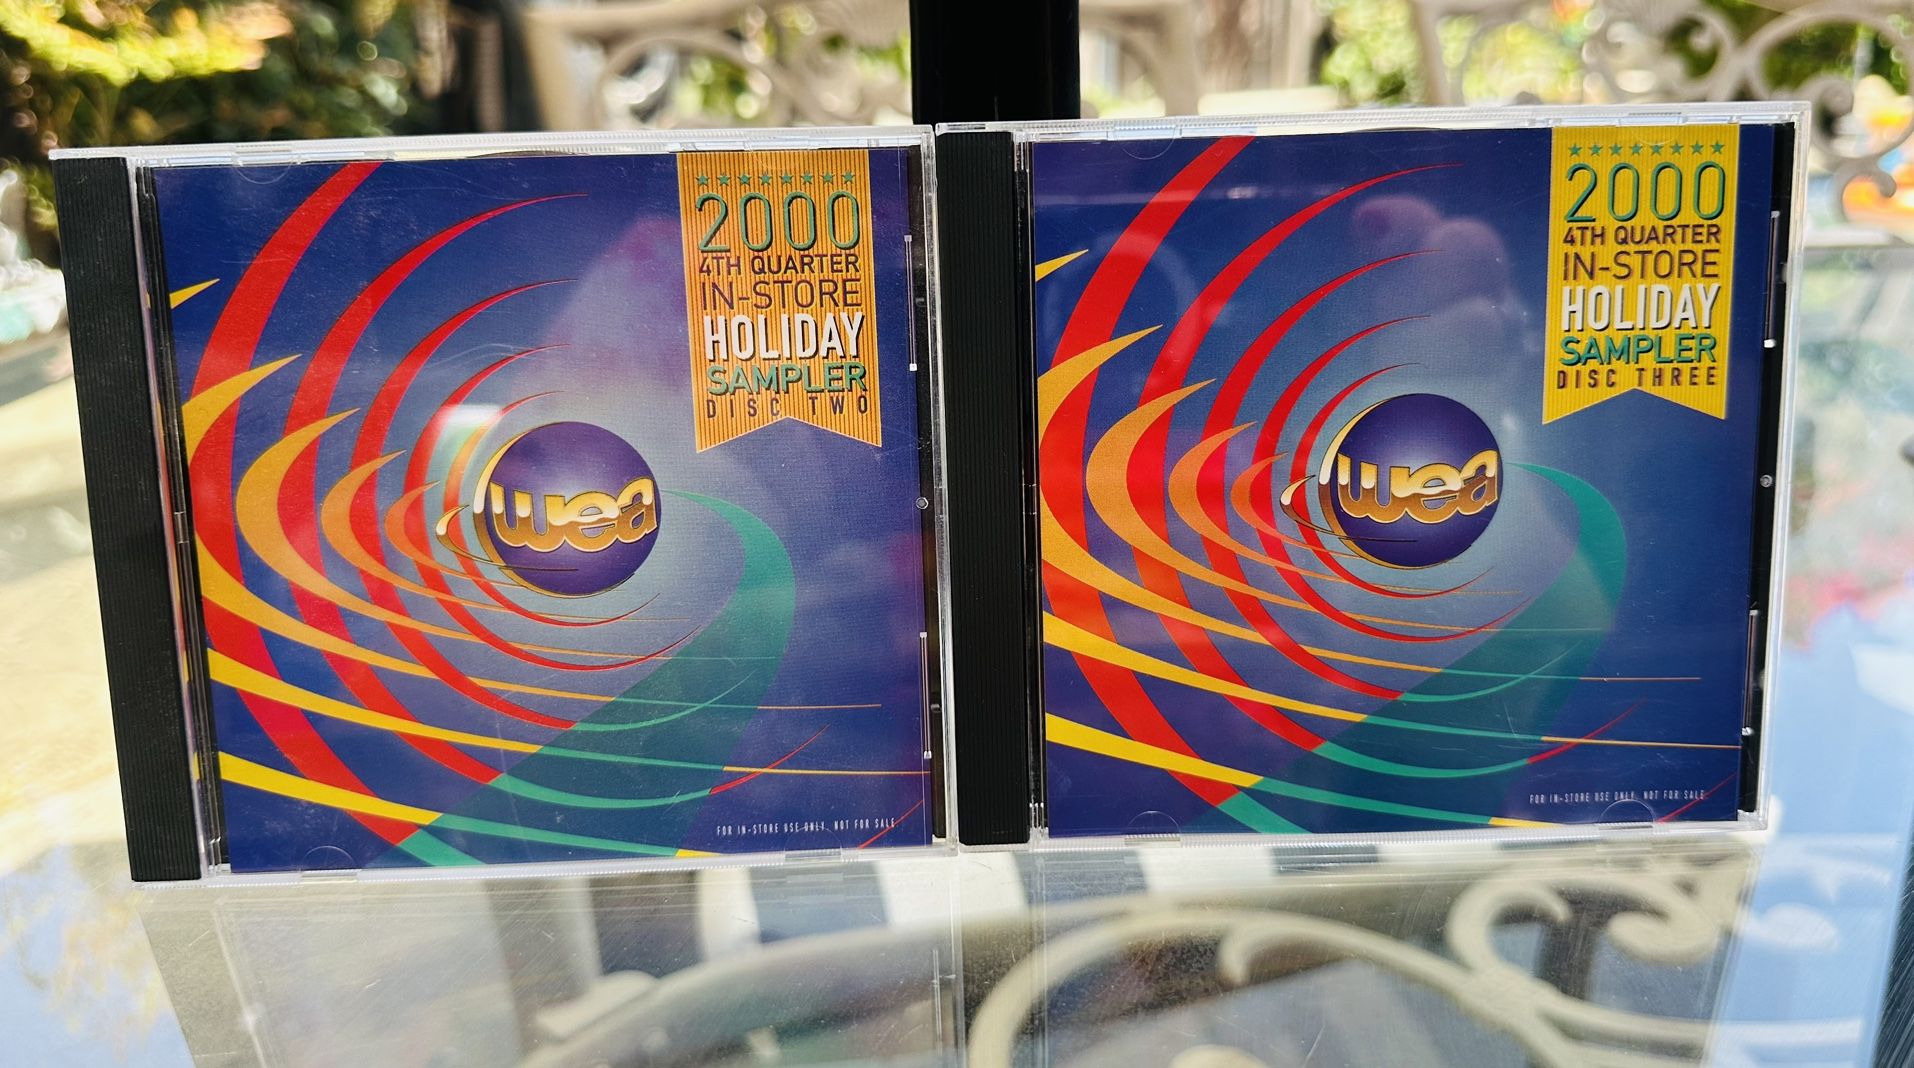 2000
4TH QUARTER
IN-STORE
HOLIDAY
SAMPLER
DISC TWO
wea
FOR IN-STORE USE ONLY. NOT FOR SALE
2000
4TH QUARTER
IN-STORE
HOLIDAY
SAMPLER
DISC THREE
wea
FOR IN-STORE USE ONLY. NOT FOR SALE